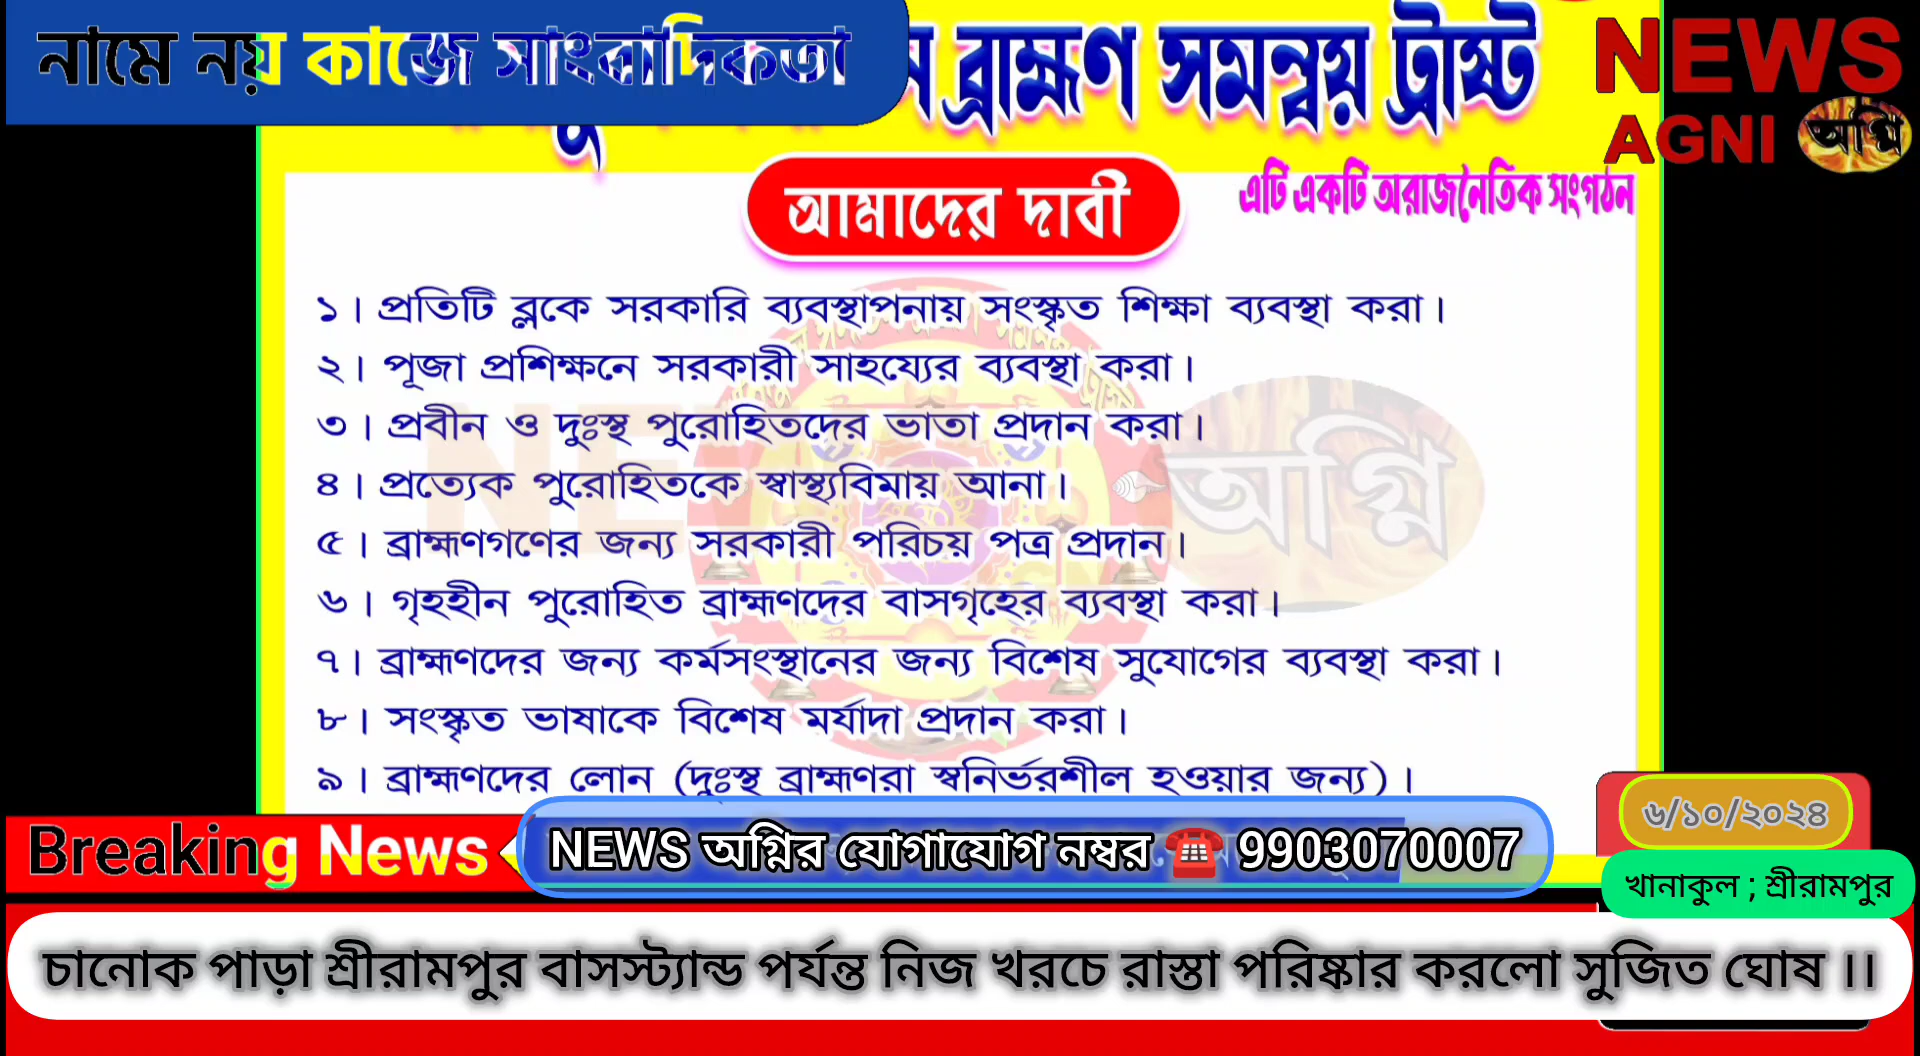 নামে নয় কাজে সাংবাদিকতা
ব্রাহ্মণ সমন্বয় ট্রাষ্ট
NEWS
AGNI অগ্নি
আমাদের দাবী
এটি একটি অরাজনৈতিক সংগঠন
১। প্রতিটি ব্লকে সরকারি ব্যবস্থাপনায় সংস্কৃত শিক্ষা ব্যবস্থা করা।
২। পূজা প্রশিক্ষনে সরকারী সাহয্যের ব্যবস্থা করা।
৩। প্রবীন ও দুঃস্থ পুরোহিতদের ভাতা প্রদান করা।
৪। প্রত্যেক পুরোহিতকে স্বাস্থ্যবিমায় আনা।
৫। ব্রাহ্মণগণের জন্য সরকারী পরিচয় পত্র প্রদান।
৬। গৃহহীন পুরোহিত ব্রাহ্মণদের বাসগৃহের ব্যবস্থা করা।
৭। ব্রাহ্মণদের জন্য কর্মসংস্থানের জন্য বিশেষ সুযোগের ব্যবস্থা করা।
৮। সংস্কৃত ভাষাকে বিশেষ মর্যাদা প্রদান করা।
৯। ব্রাহ্মণদের লোন (দুঃস্থ ব্রাহ্মণরা স্বনির্ভরশীল হওয়ার জন্য)।
৬/১০/২০২৪
Breaking News
NEWS অগ্নির যোগাযোগ নম্বর ☎ 9903070007
খানাকুল ; শ্রীরামপুর
চানোক পাড়া শ্রীরামপুর বাসস্ট্যান্ড পর্যন্ত নিজ খরচে রাস্তা পরিষ্কার করলো সুজিত ঘোষ ।।